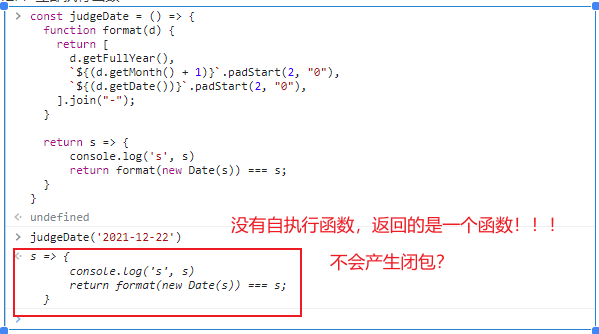 const judgeDate = () => {
function format(d) {
return [
d.getFullYear(),
`${(d.getMonth() + 1)}`.padStart(2, "0"),
`${(d.getDate())}`.padStart(2, "0"),
].join("-");
}
return s => {
console.log('s', s)
return format(new Date(s)) === s;
}
}
undefined
没有自执行函数，返回的是一个函数！！！
judgeDate('2021-12-22')
不会产生闭包？
s => {
console.log('s', s)
return format(new Date(s)) === s;
}